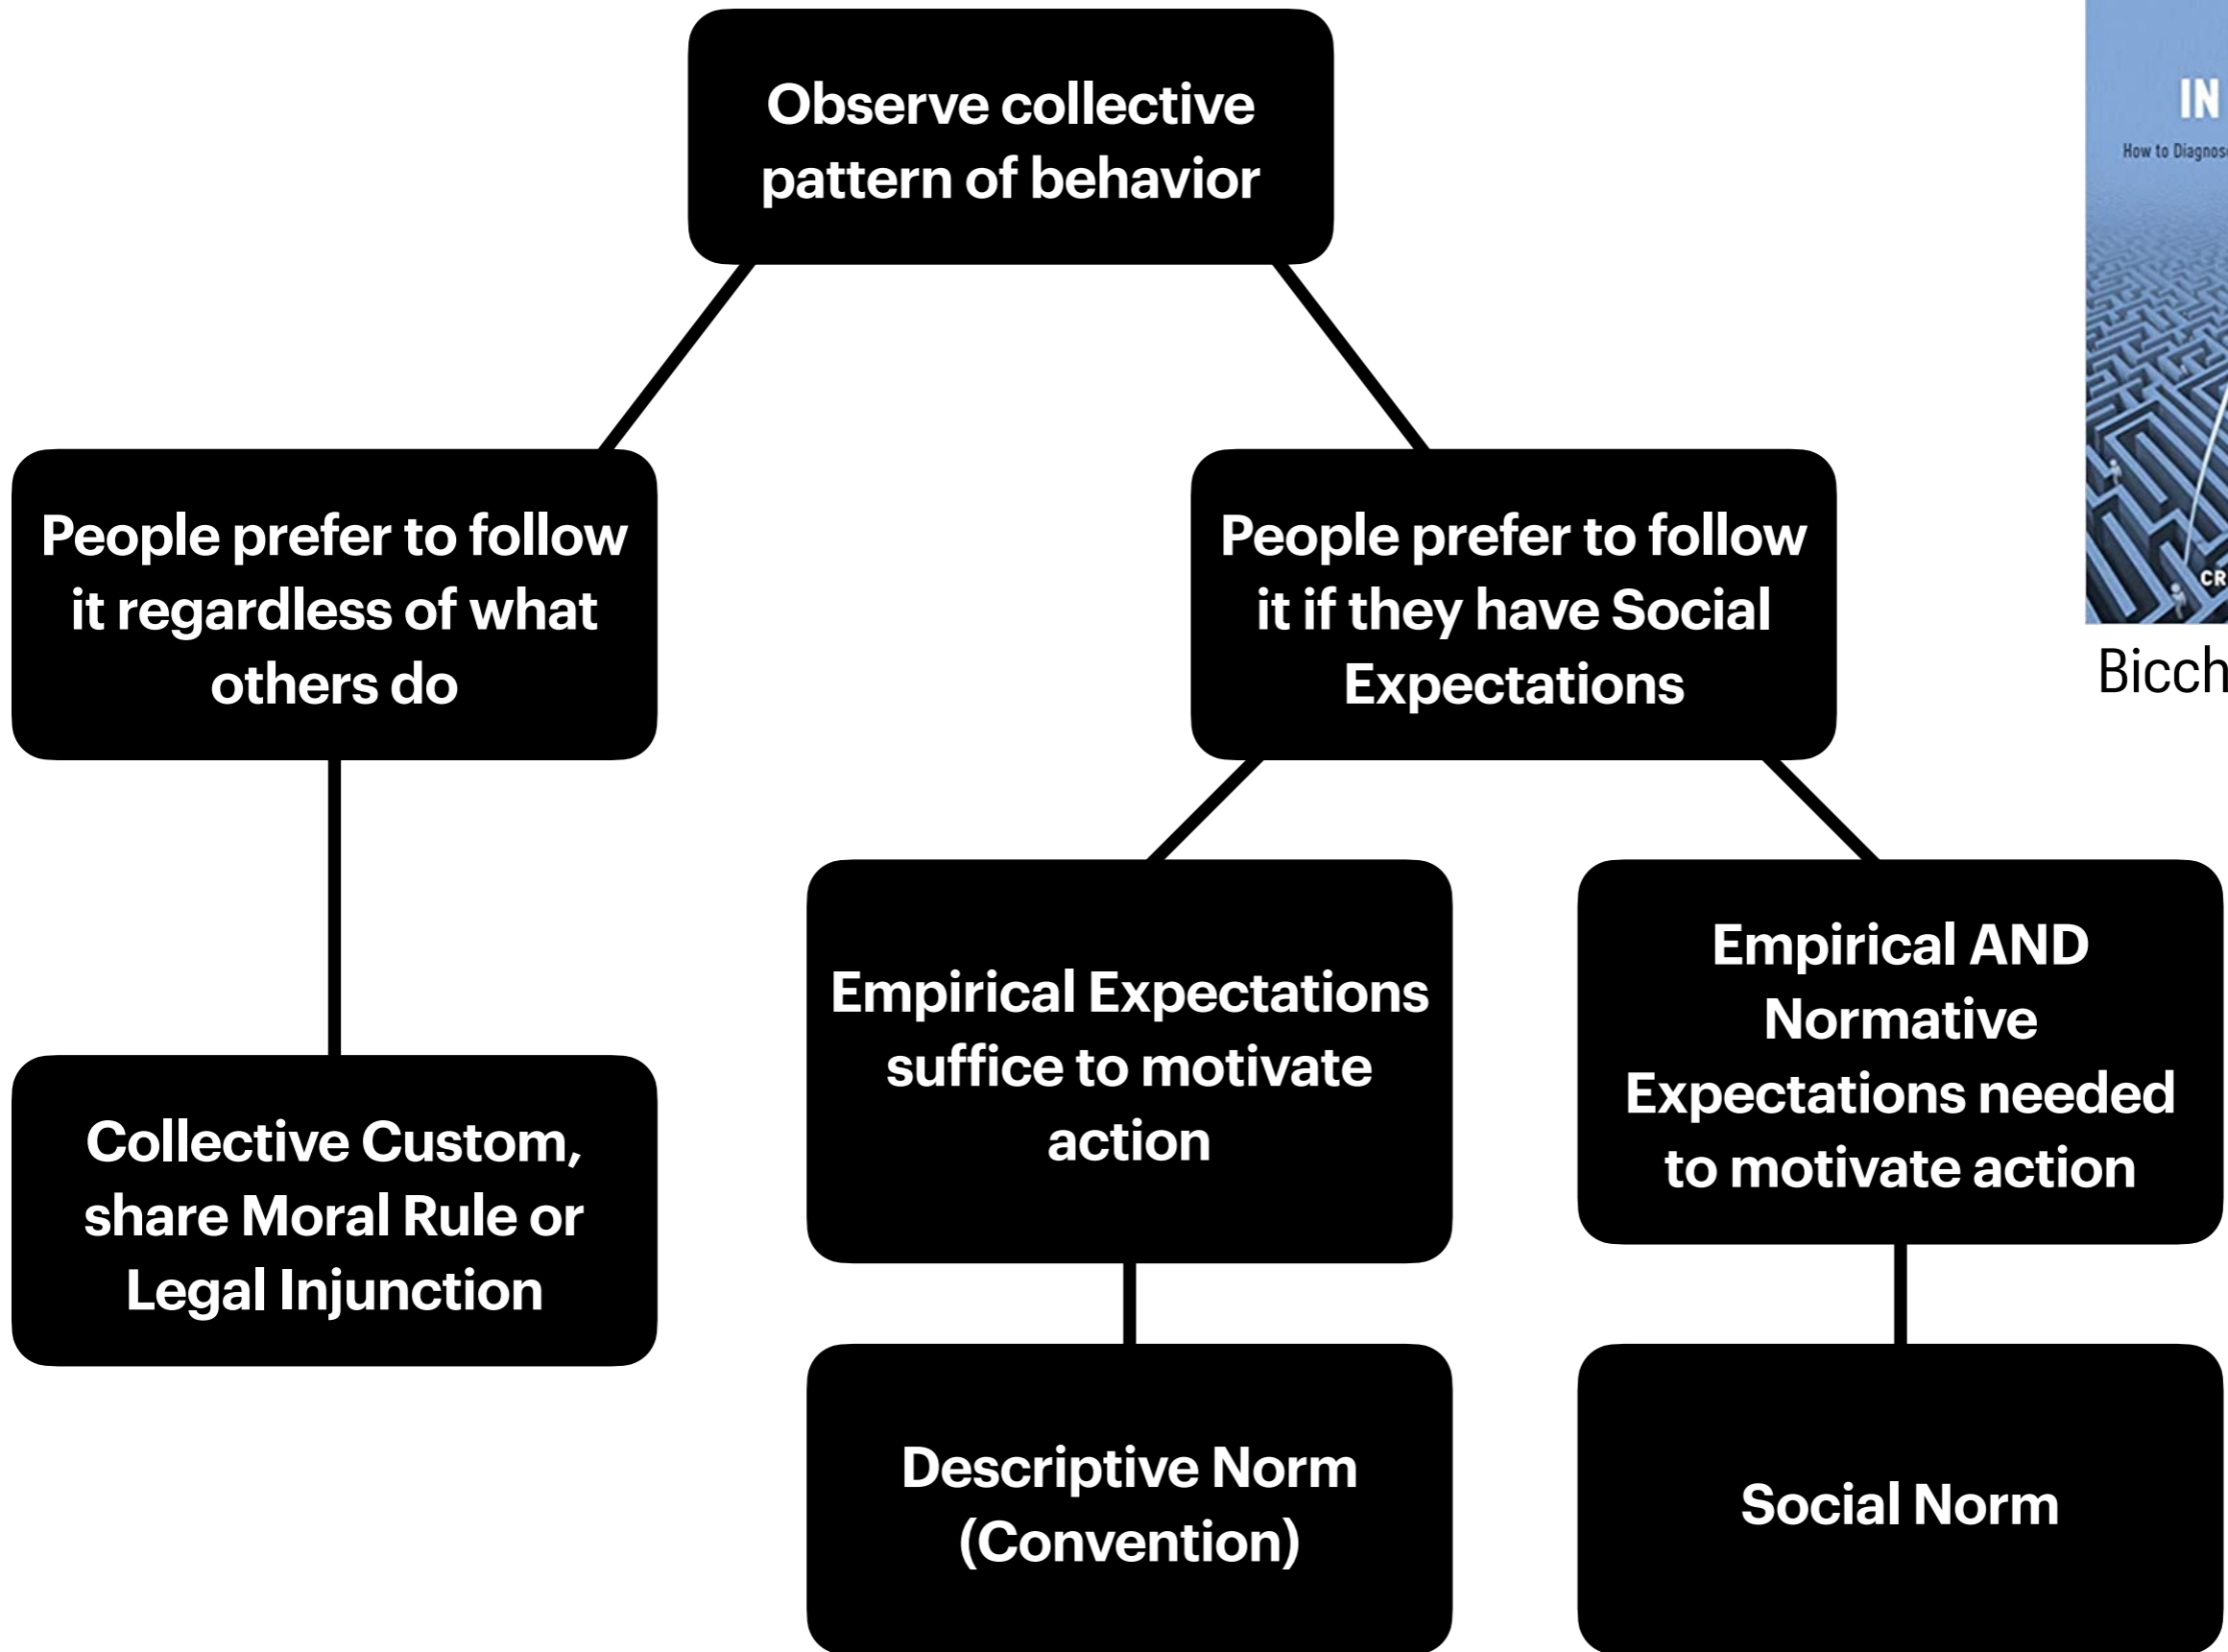 Observe collective
pattern of behavior
IN
How to Diagnose
People prefer to follow
it regardless of what
others do
People prefer to follow
it if they have Social
Expectations
CR
Bicch
Empirical Expectations
suffice to motivate
action
Empirical AND
Normative
Expectations needed
to motivate action
Collective Custom,
share Moral Rule or
Legal Injunction
Descriptive Norm
(Convention)
Social Norm